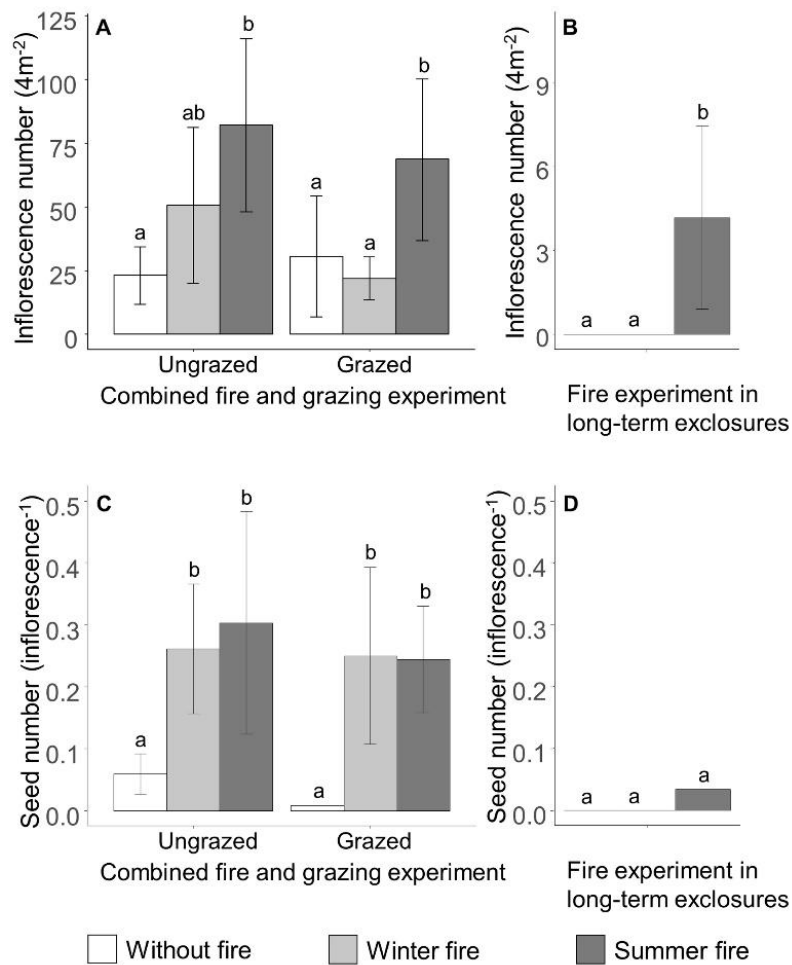 A
Inflorescence number (4m⁻²)
125
100
75
50
25
0
a
ab
b
a
a
b
Ungrazed
Grazed
Combined fire and grazing experiment
B
Inflorescence number (4m⁻²)
9
6
3
0
a
a
b
Fire experiment in
long-term exclosures
C
Seed number (inflorescence⁻¹)
0.5
0.4
0.3
0.2
0.1
0.0
a
b
b
a
b
b
Ungrazed
Grazed
Combined fire and grazing experiment
D
Seed number (inflorescence⁻¹)
0.5
0.4
0.3
0.2
0.1
0.0
a
a
a
Fire experiment in
long-term exclosures
Without fire
Winter fire
Summer fire